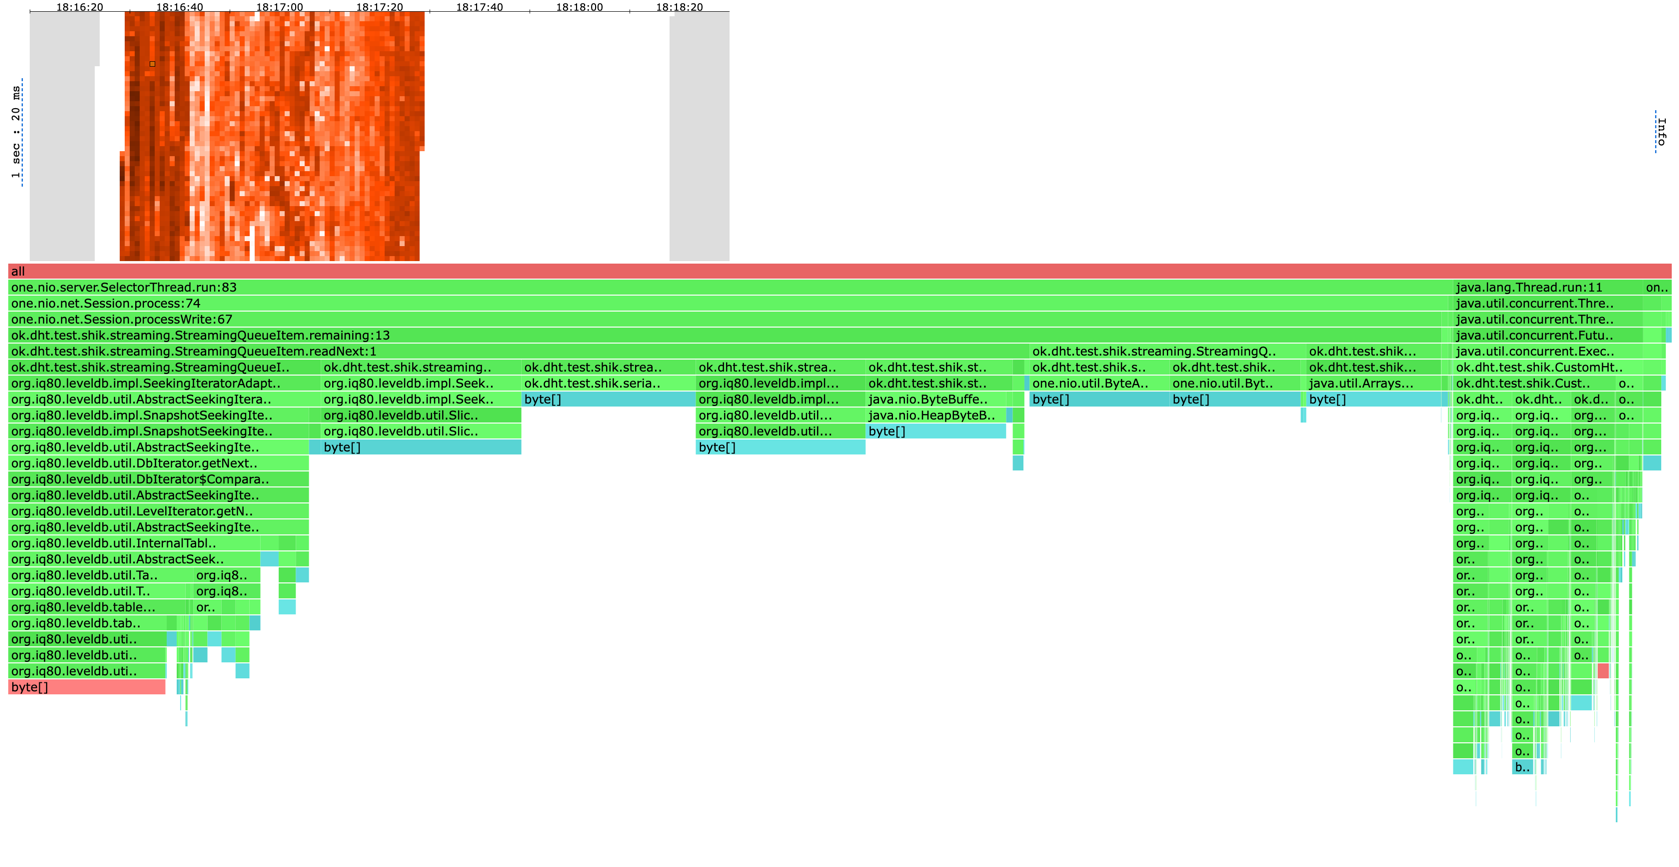 18:16:20 18:16:40 18:17:00 18:17:20 18:17:40 18:18:00 18:18:20
1 sec : 20 ms
Info
all
one.nio.server.SelectorThread.run:83 java.lang.Thread.run:11 on..
one.nio.net.Session.process:74 java.util.concurrent.Thre..
one.nio.net.Session.processWrite:67 java.util.concurrent.Thre..
ok.dht.test.shik.streaming.StreamingQueueItem.remaining:13 java.util.concurrent.Futu..
ok.dht.test.shik.streaming.StreamingQueueItem.readNext:1 ok.dht.test.shik.streaming.StreamingQ.. ok.dht.test.shik... java.util.concurrent.Exec..
ok.dht.test.shik.streaming.StreamingQueueI.. ok.dht.test.shik.streaming.. ok.dht.test.shik.strea.. ok.dht.test.shik.strea.. ok.dht.test.shik.st.. ok.dht.test.shik.s.. ok.dht.test.shik.. ok.dht.test.shik... ok.dht.test.shik.CustomHt..
org.iq80.leveldb.impl.SeekingIteratorAdapt.. org.iq80.leveldb.impl.Seek.. ok.dht.test.shik.seria.. org.iq80.leveldb.impl... ok.dht.test.shik.st.. one.nio.util.ByteA.. one.nio.util.Byt.. java.util.Arrays... ok.dht.test.shik.Cust.. o..
org.iq80.leveldb.util.AbstractSeekingItera.. org.iq80.leveldb.impl.Seek.. byte[] org.iq80.leveldb.impl... java.nio.ByteBuffe.. byte[] byte[] byte[] ok.dht.. ok.dht.. ok.d.. o..
org.iq80.leveldb.impl.SnapshotSeekingIte.. org.iq80.leveldb.util.Slic.. org.iq80.leveldb.util... java.nio.HeapByteB.. org.iq.. org.iq.. org... o..
org.iq80.leveldb.impl.SnapshotSeekingIte.. org.iq80.leveldb.util.Slic.. org.iq80.leveldb.util... byte[] org.iq.. org.iq.. org...
org.iq80.leveldb.util.AbstractSeekingIte.. byte[] byte[] org.iq.. org.iq.. org...
org.iq80.leveldb.util.DbIterator.getNext.. org.iq.. org.iq.. org..
org.iq80.leveldb.util.DbIterator$Compara.. org.iq.. org.iq.. org..
org.iq80.leveldb.util.AbstractSeekingIte.. org.iq.. org.iq.. o..
org.iq80.leveldb.util.LevelIterator.getN.. org.. org.. o..
org.iq80.leveldb.util.AbstractSeekingIte.. org.. org.. o..
org.iq80.leveldb.util.InternalTabl.. org.. org.. o..
org.iq80.leveldb.util.AbstractSeek.. or.. org.. o..
org.iq80.leveldb.util.Ta.. org.iq8.. or.. org.. o..
org.iq80.leveldb.util.T.. org.iq8.. or.. org.. o..
org.iq80.leveldb.table... or.. or.. or.. o..
org.iq80.leveldb.tab.. or.. or.. o..
org.iq80.leveldb.uti.. or.. or.. o..
org.iq80.leveldb.uti.. o.. o.. o..
org.iq80.leveldb.uti.. o.. o..
byte[] o.. o..
o..
o..
o..
o..
b..